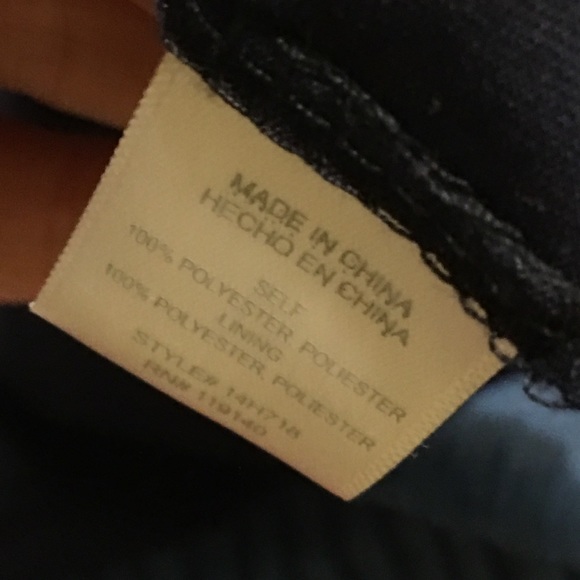 MADE IN CHINA
HECHO EN CHINA
SELF
100% POLYESTER, POLIESTER
LINING
100% POLYESTER, POLIESTER
STYLE# 14H718
RN# 119140